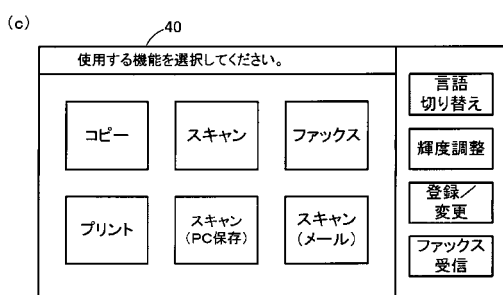 (c)
40
使用する機能を選択してください。
コピー
スキャン
ファックス
プリント
スキャン
(PC保存)
スキャン
(メール)
言語
切り替え
輝度調整
登録／
変更
ファックス
受信